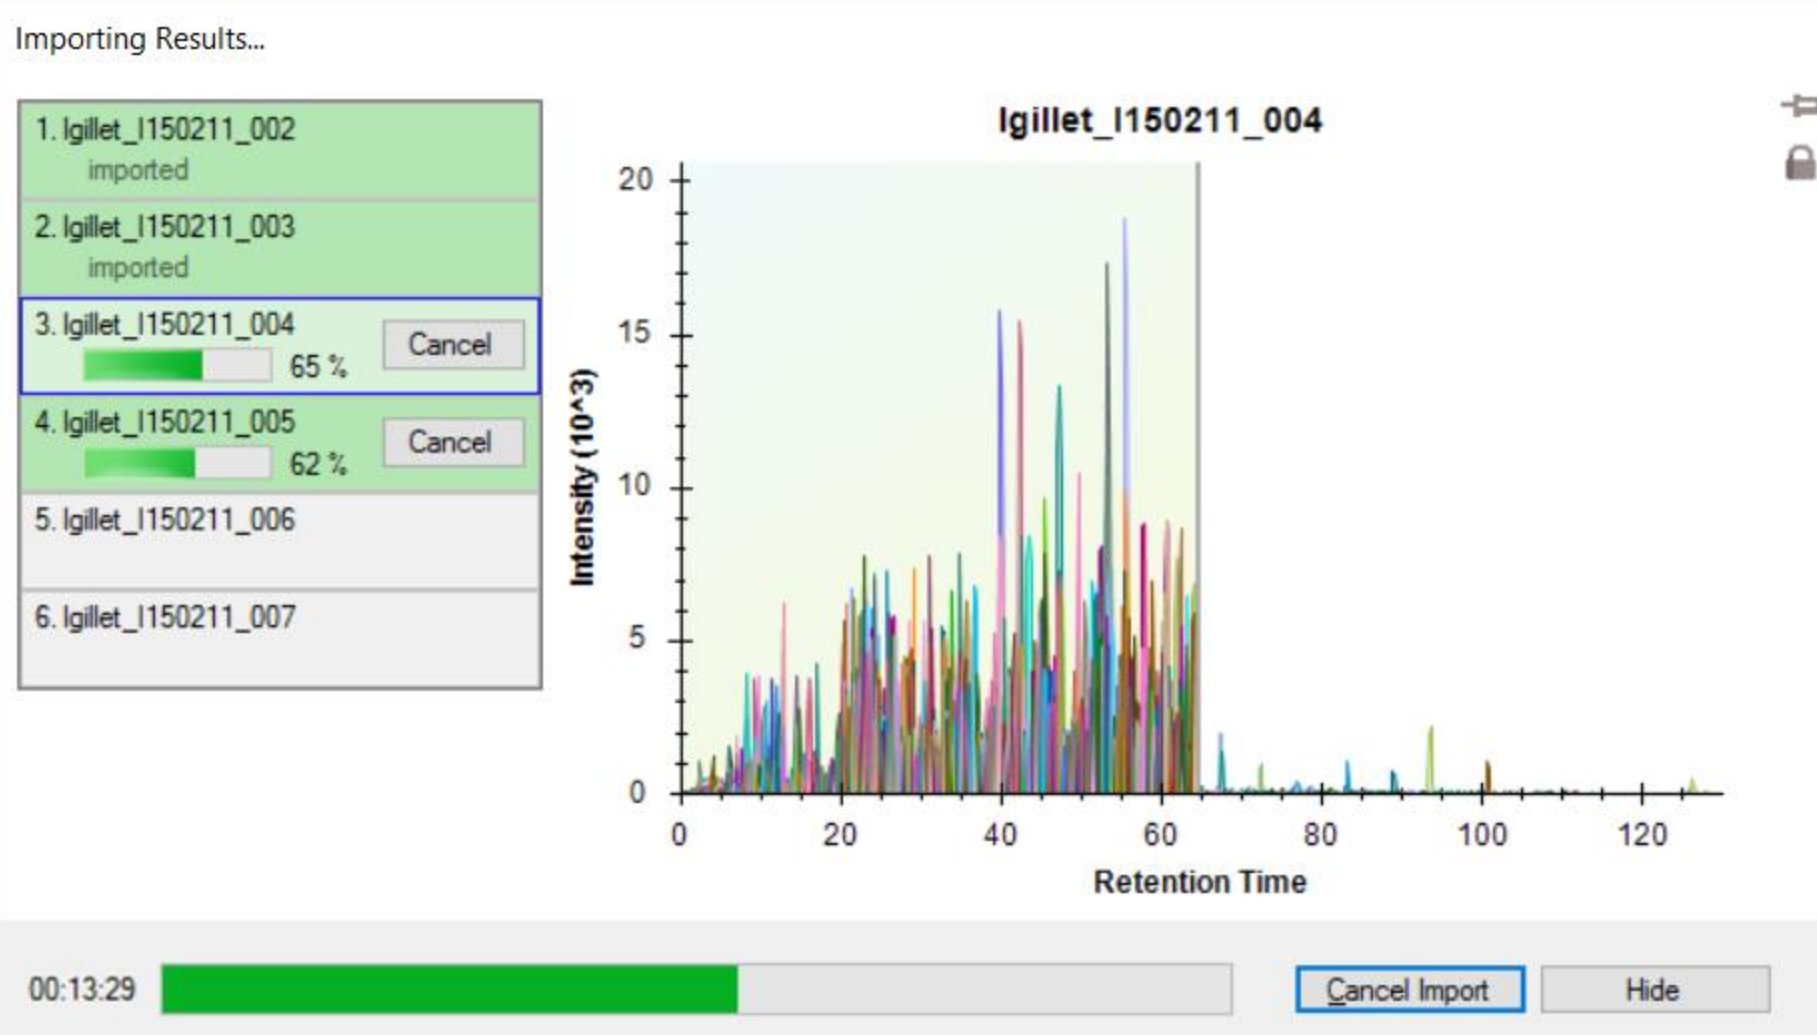 Importing Results...
1. lgillet_I150211_002
imported
2. lgillet_I150211_003
imported
3. lgillet_I150211_004
65 %
Cancel
4. lgillet_I150211_005
62 %
Cancel
5. lgillet_I150211_006
6. lgillet_I150211_007
lgillet_I150211_004
Intensity (10^3)
20
15
10
5
0
0 20 40 60 80 100 120
Retention Time
00:13:29
Cancel Import
Hide